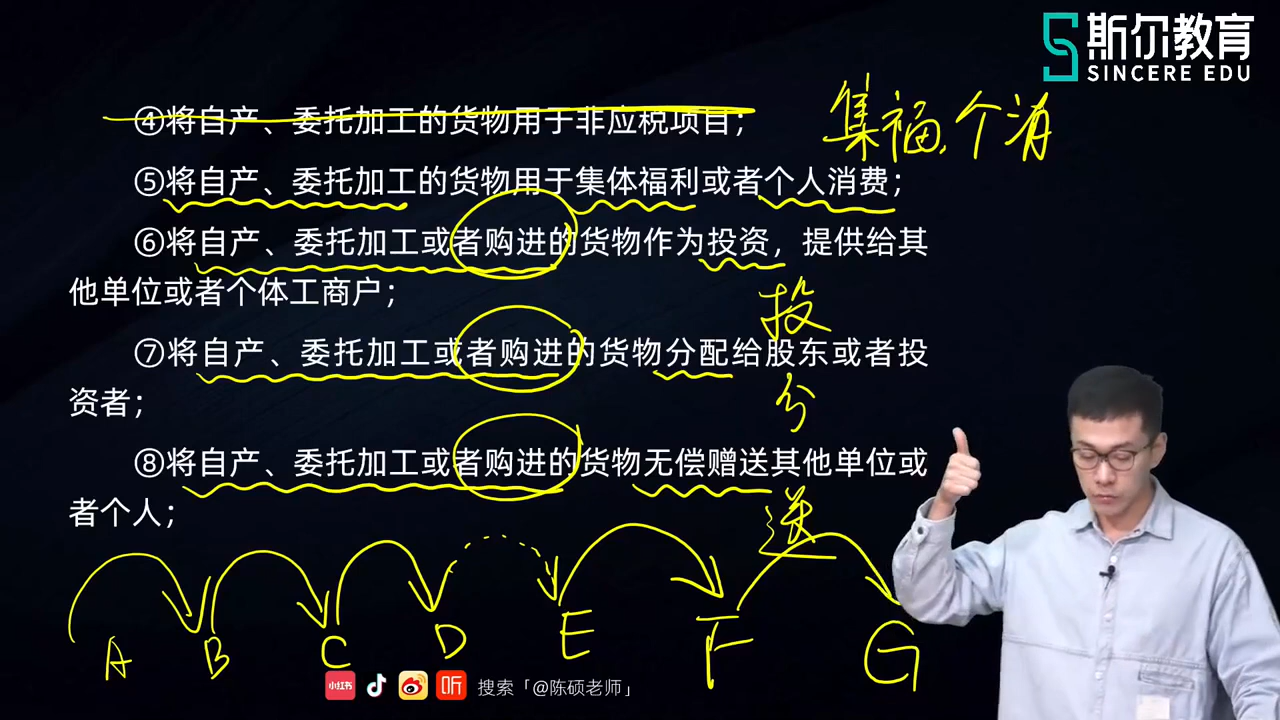 斯尔教育
SINCERE EDU
④将自产、委托加工的货物用于非应税项目;
集福、个消
⑤将自产、委托加工的货物用于集体福利或者个人消费;
⑥将自产、委托加工或者购进的货物作为投资，提供给其
他单位或者个体工商户;
投
⑦将自产、委托加工或者购进的货物分配给股东或者投
资者;
分
⑧将自产、委托加工或者购进的货物无偿赠送其他单位或
者个人;
送
A B C D E F G
小红书 听 搜索「@陈硕老师」